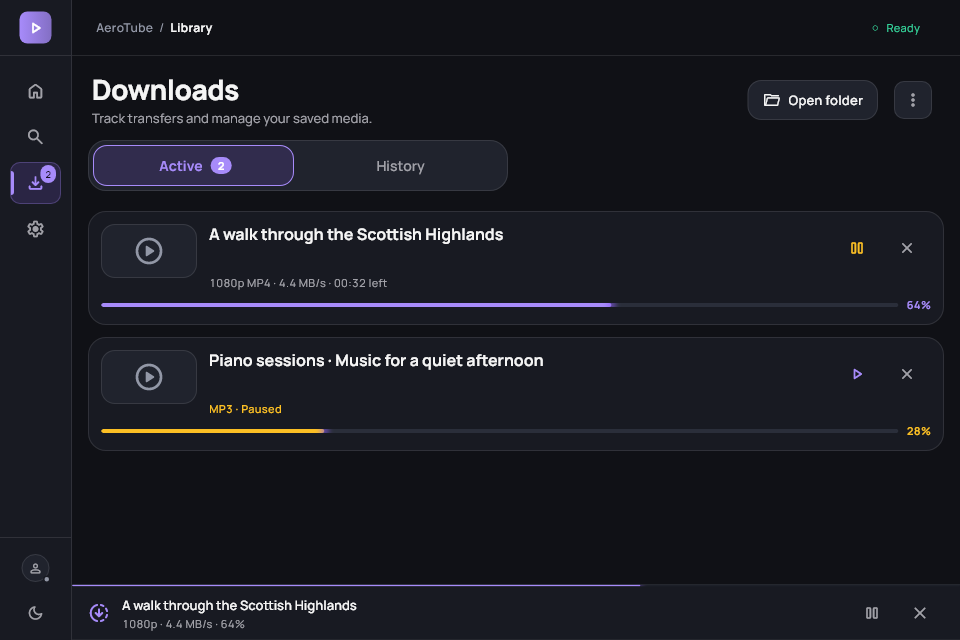 AeroTube / Library
Ready
Downloads
Track transfers and manage your saved media.
Open folder
Active 2
History
2
A walk through the Scottish Highlands
1080p MP4 · 4.4 MB/s · 00:32 left
64%
Piano sessions · Music for a quiet afternoon
MP3 · Paused
28%
A walk through the Scottish Highlands
1080p · 4.4 MB/s · 64%